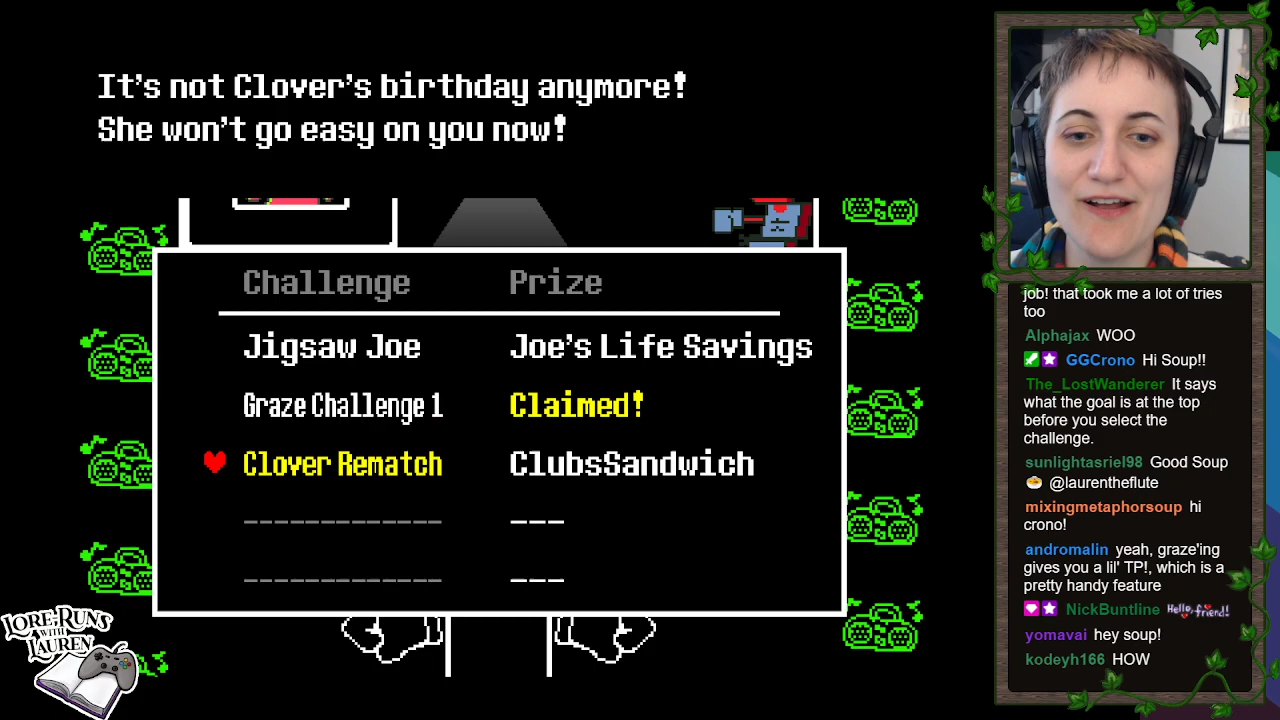 It's not Clover's birthday anymore!
She won't go easy on you now!
Challenge Prize
Jigsaw Joe Joe's Life Savings
Graze Challenge 1 Claimed!
Clover Rematch ClubsSandwich
------------- ---
------------- ---
LORE-RUNS
WITH
LAUREN
job! that took me a lot of tries
too
Alphajax WOO
GGCrono Hi Soup!!
The_LostWanderer It says
what the goal is at the top
before you select the
challenge.
sunlightasriel98 Good Soup
@laurentheflute
mixingmetaphorsoup hi
crono!
andromalin yeah, graze'ing
gives you a lil' TP!, which is a
pretty handy feature
NickBuntline Hello, friend!
yomavai hey soup!
kodeyh166 HOW